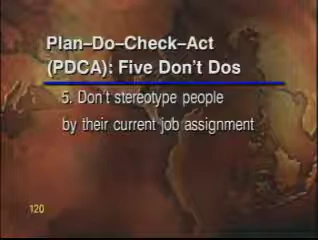 Plan–Do–Check–Act
(PDCA): Five Don't Dos
5. Don't stereotype people
by their current job assignment
120